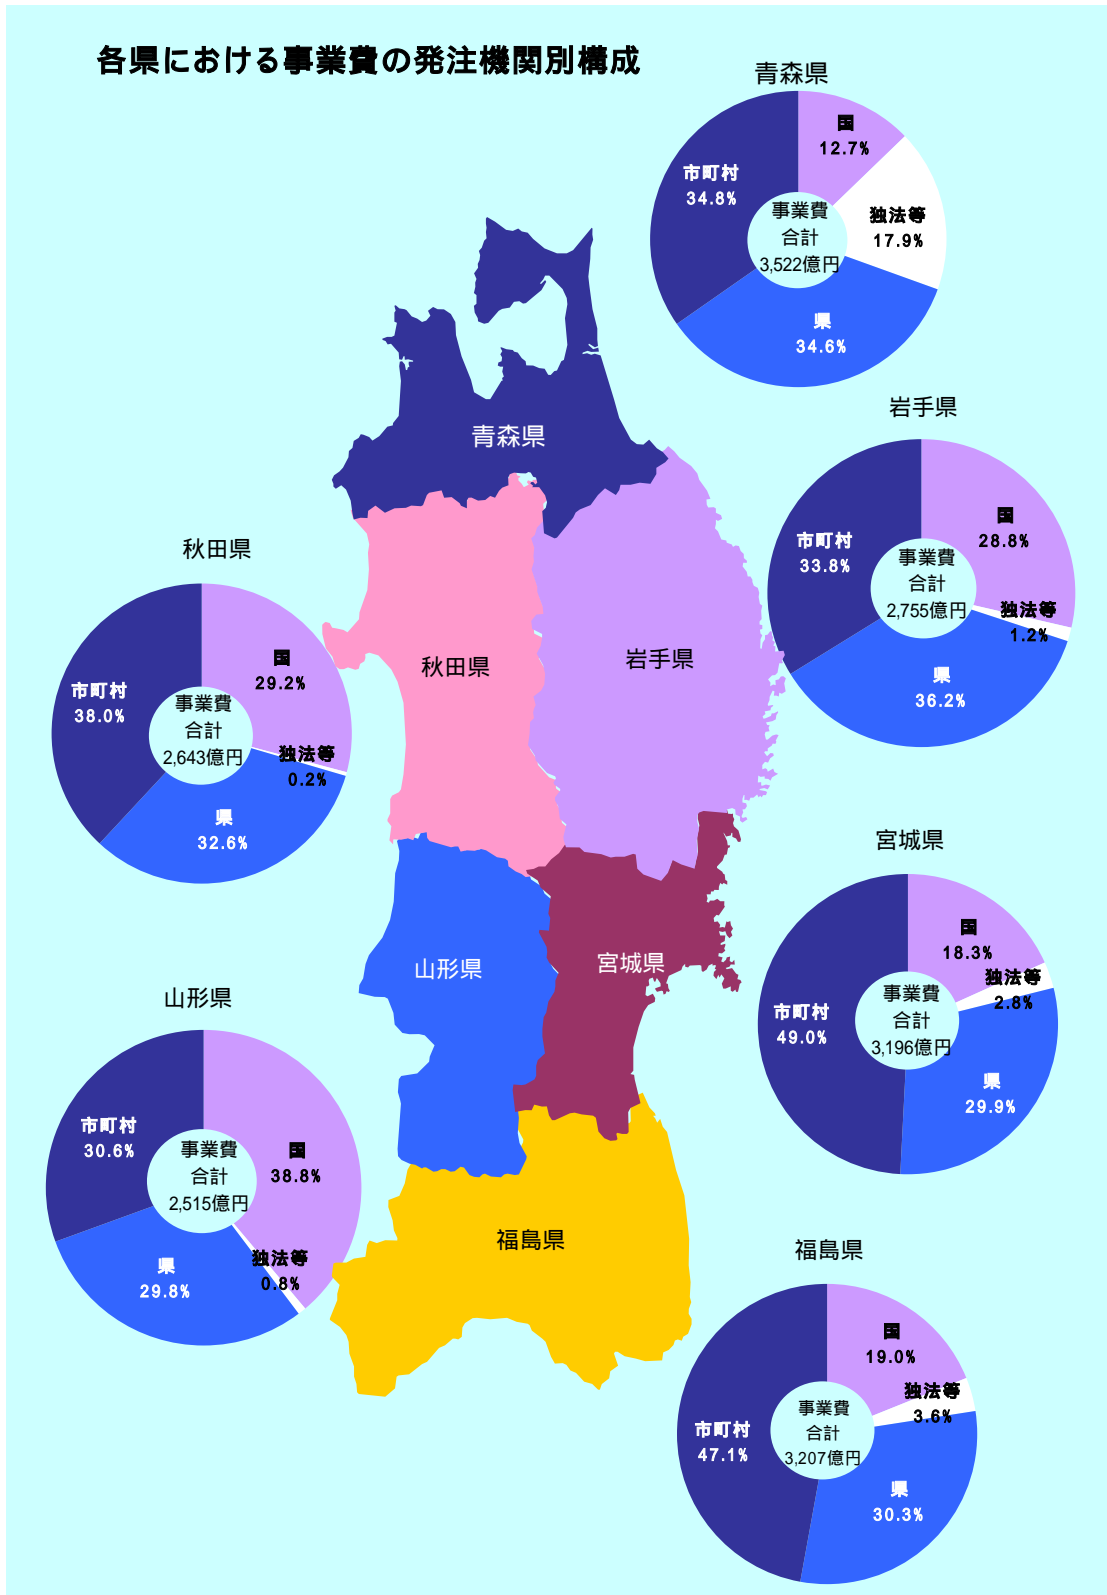 各県における事業費の発注機関別構成
青森県
国
12.7%
独法等
17.9%
県
34.6%
市町村
34.8%
事業費
合計
3,522億円
岩手県
国
28.8%
独法等
1.2%
県
36.2%
市町村
33.8%
事業費
合計
2,755億円
秋田県
国
29.2%
独法等
0.2%
県
32.6%
市町村
38.0%
事業費
合計
2,643億円
宮城県
国
18.3%
独法等
2.8%
県
29.9%
市町村
49.0%
事業費
合計
3,196億円
山形県
国
38.8%
独法等
0.8%
県
29.8%
市町村
30.6%
事業費
合計
2,515億円
福島県
国
19.0%
独法等
3.6%
県
30.3%
市町村
47.1%
事業費
合計
3,207億円
青森県
秋田県
岩手県
山形県
宮城県
福島県